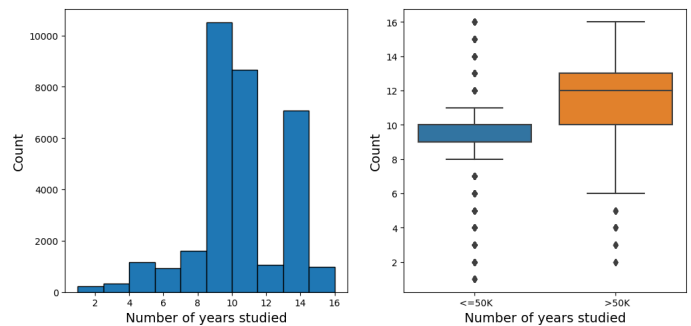 10000
8000
6000
4000
2000
0
Count
2 4 6 8 10 12 14 16
Number of years studied
16
14
12
10
8
6
4
2
Count
<=50K >50K
Number of years studied